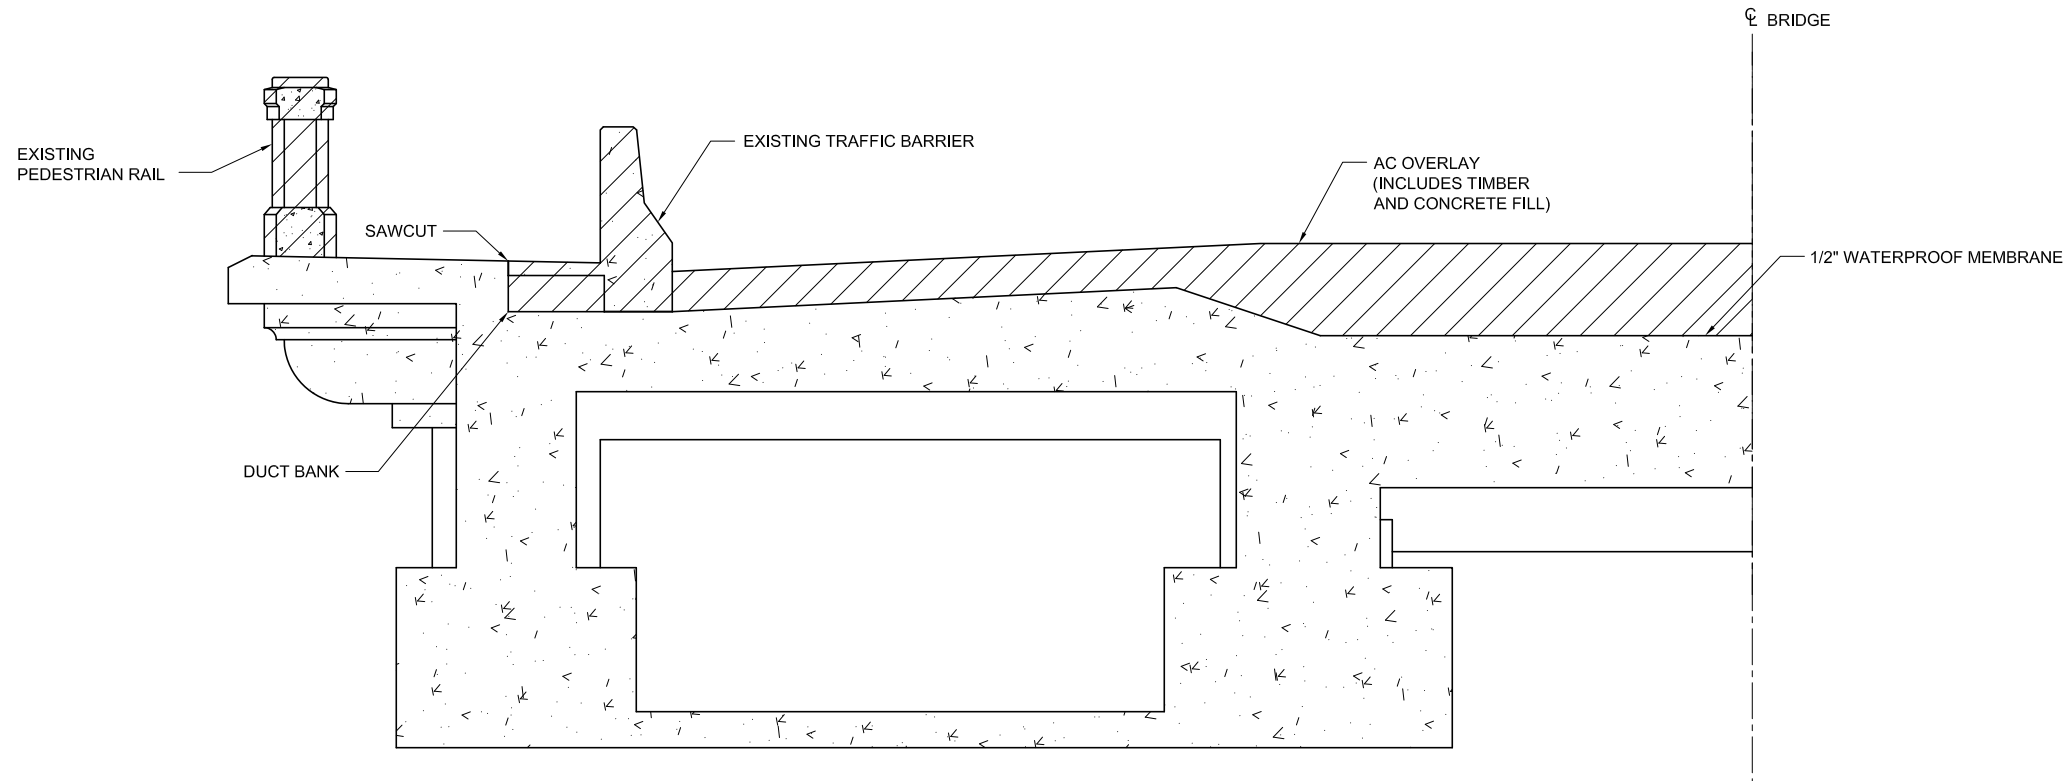 ℄ BRIDGE
EXISTING
PEDESTRIAN RAIL
EXISTING TRAFFIC BARRIER
AC OVERLAY
(INCLUDES TIMBER
AND CONCRETE FILL)
SAWCUT
1/2" WATERPROOF MEMBRANE
DUCT BANK